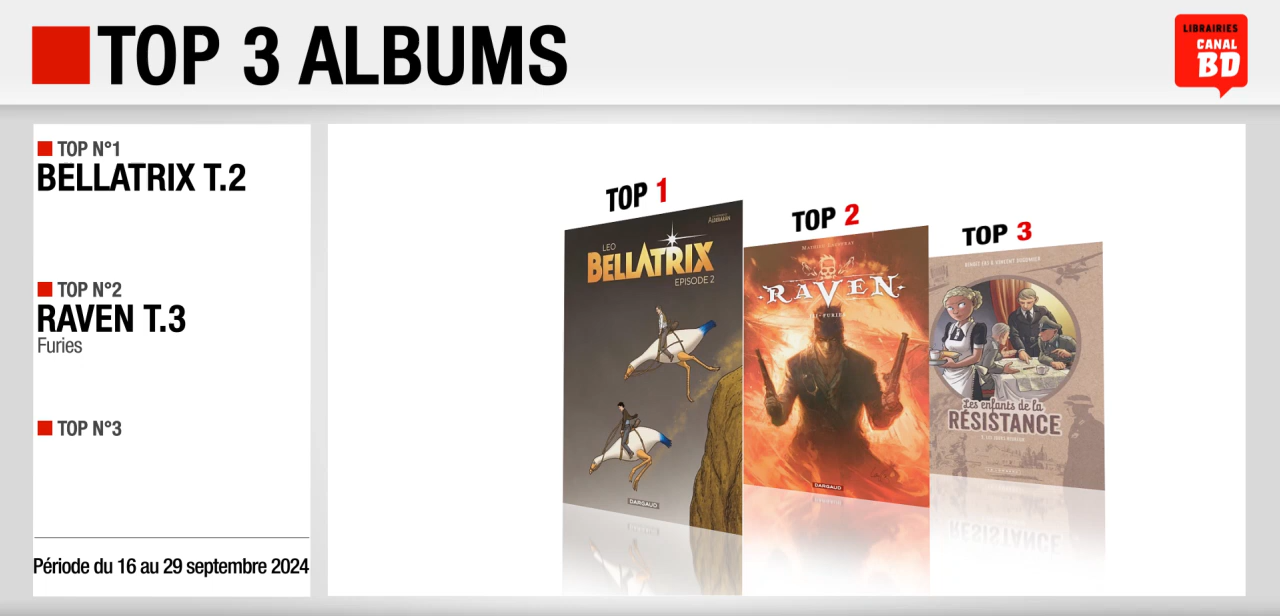 TOP 3 ALBUMS
LIBRAIRIES
CANAL
BD
TOP N°1
BELLATRIX T.2
TOP N°2
RAVEN T.3
Furies
TOP N°3
Période du 16 au 29 septembre 2024
TOP 1
LEO
BELLATRIX
EPISODE 2
DARGAUD
TOP 2
RAVEN
DARGAUD
TOP 3
Les enfants de la
RÉSISTANCE